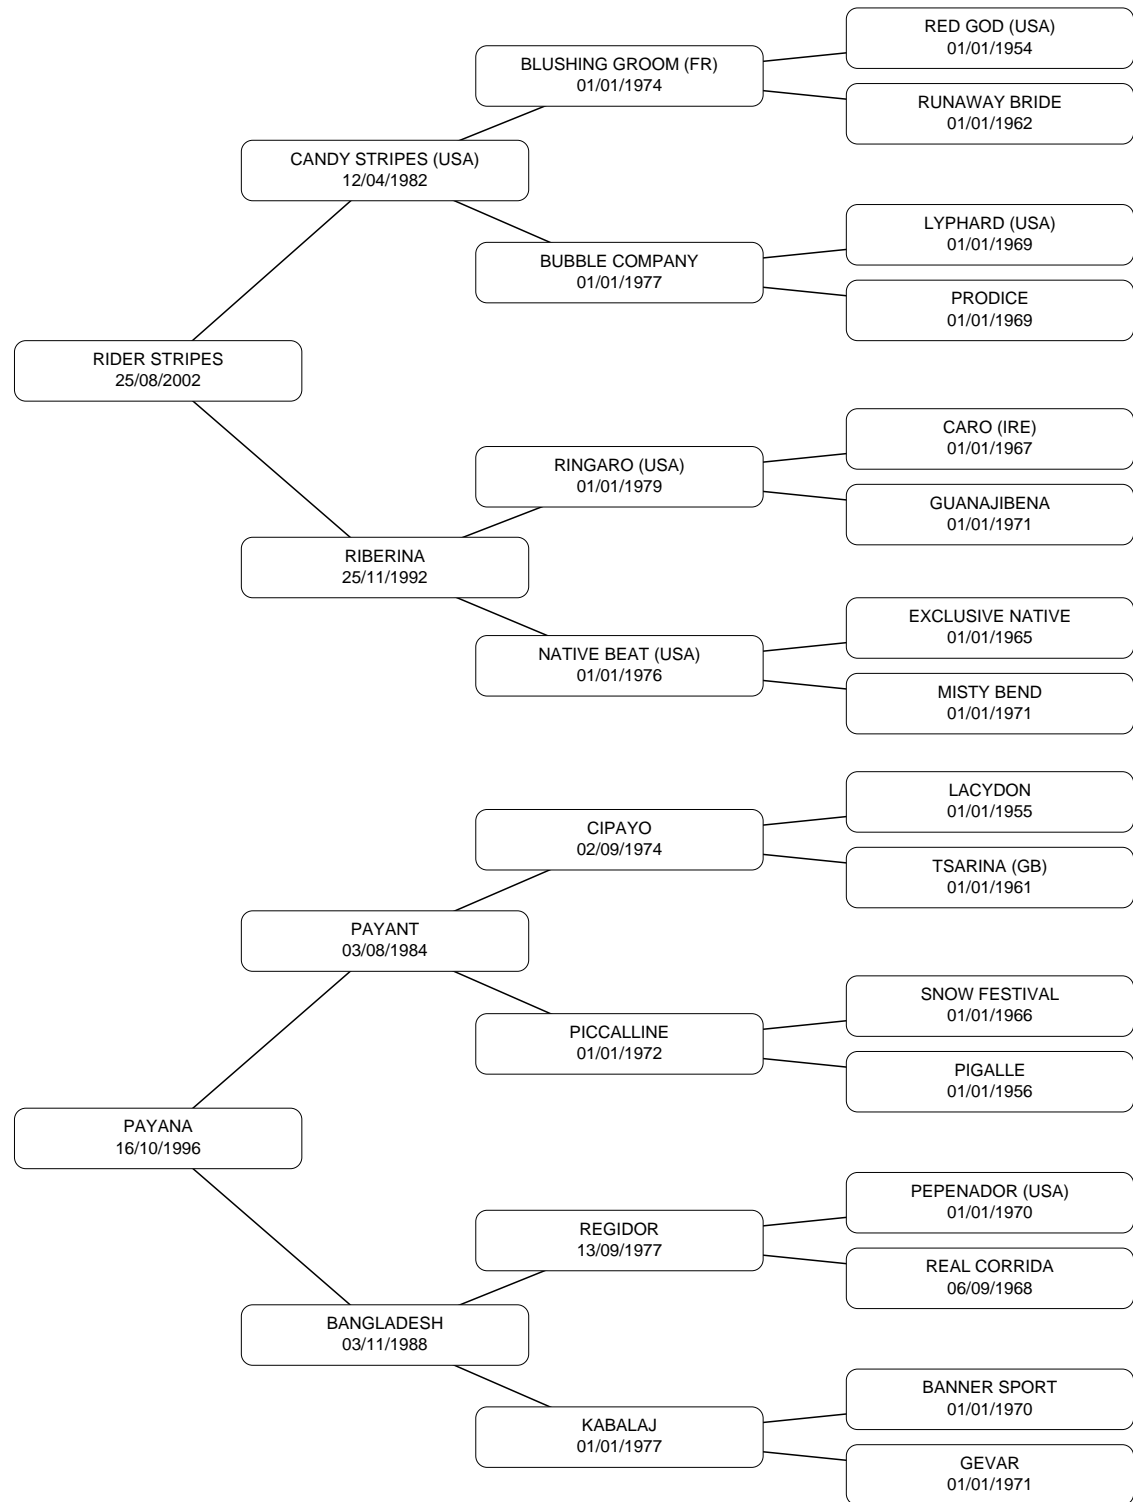 RED GOD (USA)
01/01/1954
BLUSHING GROOM (FR)
01/01/1974
RUNAWAY BRIDE
01/01/1962
CANDY STRIPES (USA)
12/04/1982
LYPHARD (USA)
01/01/1969
BUBBLE COMPANY
01/01/1977
PRODICE
01/01/1969
RIDER STRIPES
25/08/2002
CARO (IRE)
01/01/1967
RINGARO (USA)
01/01/1979
GUANAJIBENA
01/01/1971
RIBERINA
25/11/1992
EXCLUSIVE NATIVE
01/01/1965
NATIVE BEAT (USA)
01/01/1976
MISTY BEND
01/01/1971
LACYDON
01/01/1955
CIPAYO
02/09/1974
TSARINA (GB)
01/01/1961
PAYANT
03/08/1984
SNOW FESTIVAL
01/01/1966
PICCALLINE
01/01/1972
PIGALLE
01/01/1956
PAYANA
16/10/1996
PEPENADOR (USA)
01/01/1970
REGIDOR
13/09/1977
REAL CORRIDA
06/09/1968
BANGLADESH
03/11/1988
BANNER SPORT
01/01/1970
KABALAJ
01/01/1977
GEVAR
01/01/1971